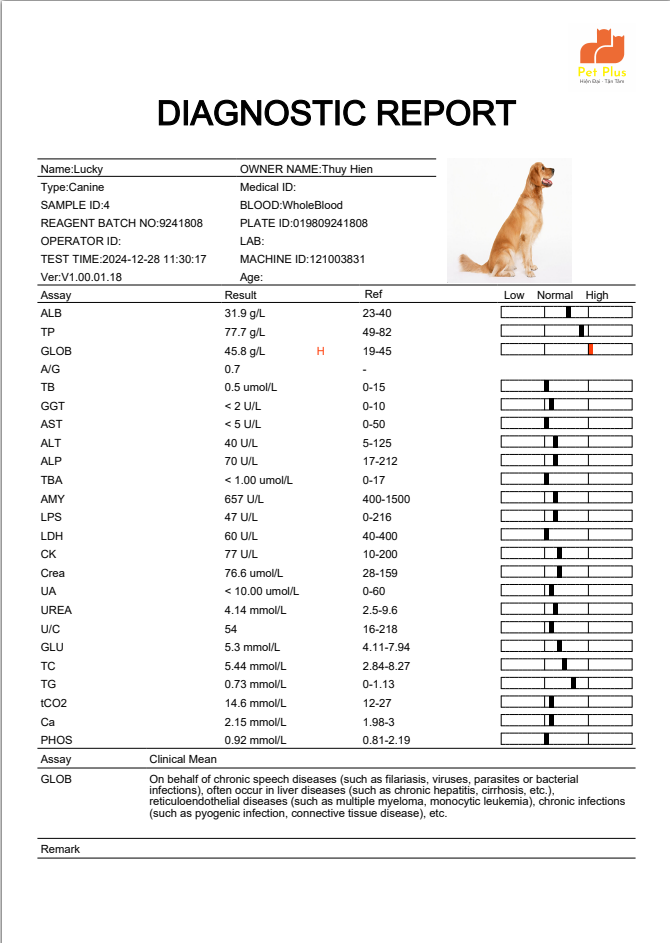 Pet Plus
Hiện Đại - Tận Tâm
DIAGNOSTIC REPORT
Name:Lucky OWNER NAME:Thuy Hien
Type:Canine Medical ID:
SAMPLE ID:4 BLOOD:WholeBlood
REAGENT BATCH NO:9241808 PLATE ID:019809241808
OPERATOR ID: LAB:
TEST TIME:2024-12-28 11:30:17 MACHINE ID:121003831
Ver:V1.00.01.18 Age:
Assay Result Ref Low Normal High
ALB 31.9 g/L 23-40
TP 77.7 g/L 49-82
GLOB 45.8 g/L H 19-45
A/G 0.7 -
TB 0.5 umol/L 0-15
GGT < 2 U/L 0-10
AST < 5 U/L 0-50
ALT 40 U/L 5-125
ALP 70 U/L 17-212
TBA < 1.00 umol/L 0-17
AMY 657 U/L 400-1500
LPS 47 U/L 0-216
LDH 60 U/L 40-400
CK 77 U/L 10-200
Crea 76.6 umol/L 28-159
UA < 10.00 umol/L 0-60
UREA 4.14 mmol/L 2.5-9.6
U/C 54 16-218
GLU 5.3 mmol/L 4.11-7.94
TC 5.44 mmol/L 2.84-8.27
TG 0.73 mmol/L 0-1.13
tCO2 14.6 mmol/L 12-27
Ca 2.15 mmol/L 1.98-3
PHOS 0.92 mmol/L 0.81-2.19
Assay Clinical Mean
GLOB On behalf of chronic speech diseases (such as filariasis, viruses, parasites or bacterial
infections), often occur in liver diseases (such as chronic hepatitis, cirrhosis, etc.),
reticuloendothelial diseases (such as multiple myeloma, monocytic leukemia), chronic infections
(such as pyogenic infection, connective tissue disease), etc.
Remark